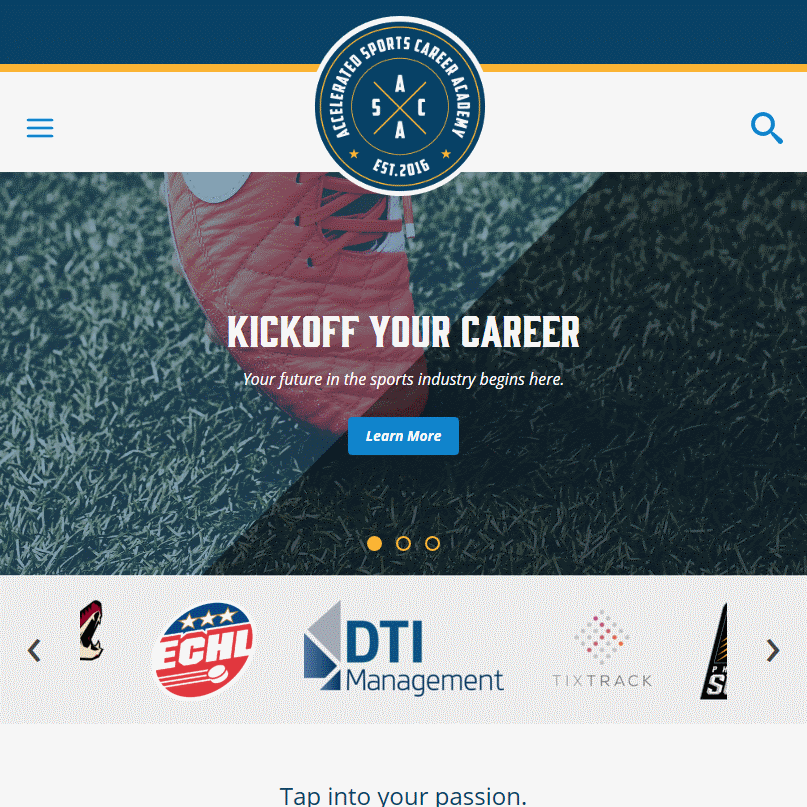 ACCELERATED SPORTS CAREER ACADEMY
A
S C
A
EST.2016
KICKOFF YOUR CAREER
Your future in the sports industry begins here.
Learn More
ECHL
DTI
Management
TIXTRACK
Tap into your passion.